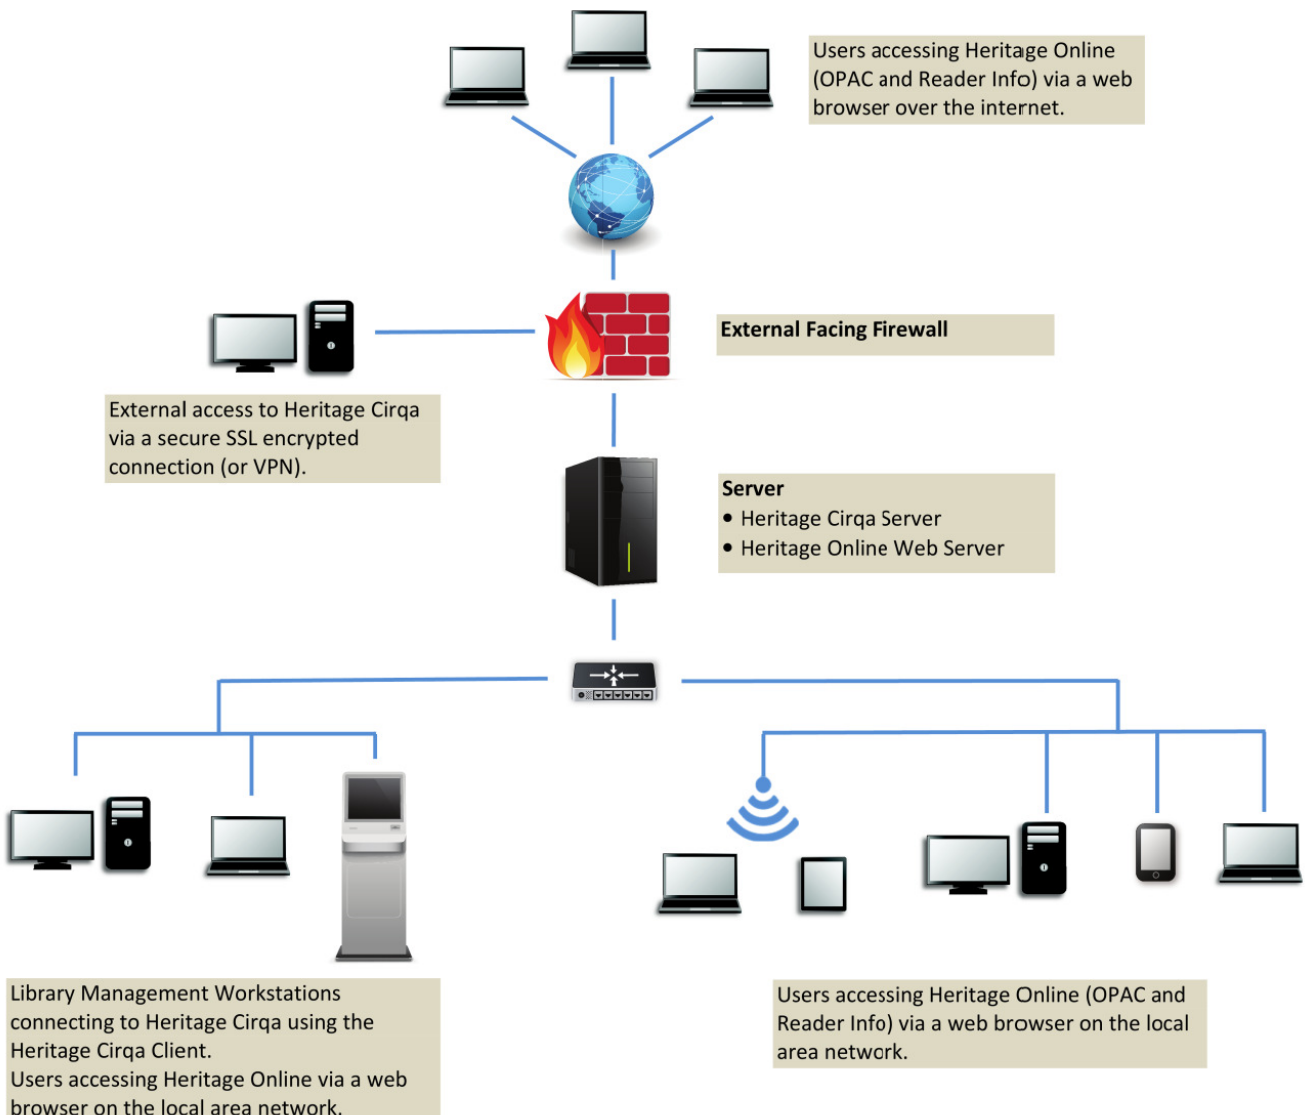 Users accessing Heritage Online
(OPAC and Reader Info) via a web
browser over the internet.
External Facing Firewall
External access to Heritage Cirqa
via a secure SSL encrypted
connection (or VPN).
Server
• Heritage Cirqa Server
• Heritage Online Web Server
Library Management Workstations
connecting to Heritage Cirqa using the
Heritage Cirqa Client.
Users accessing Heritage Online via a web
browser on the local area network.
Users accessing Heritage Online (OPAC and
Reader Info) via a web browser on the local
area network.